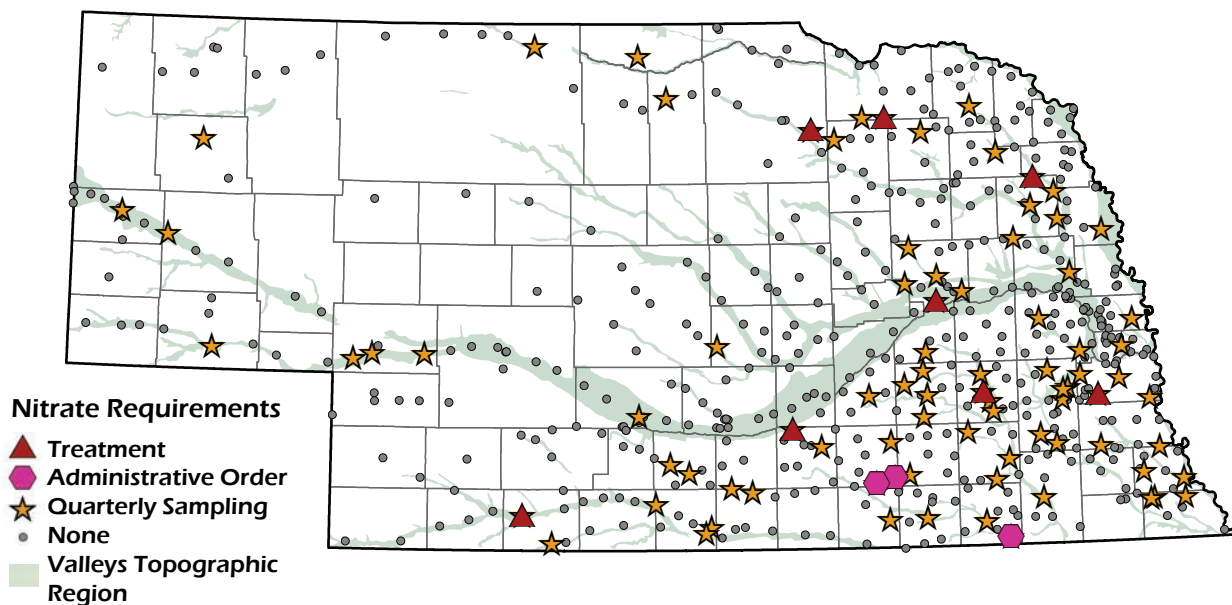 Nitrate Requirements
Treatment
Administrative Order
Quarterly Sampling
None
Valleys Topographic
Region